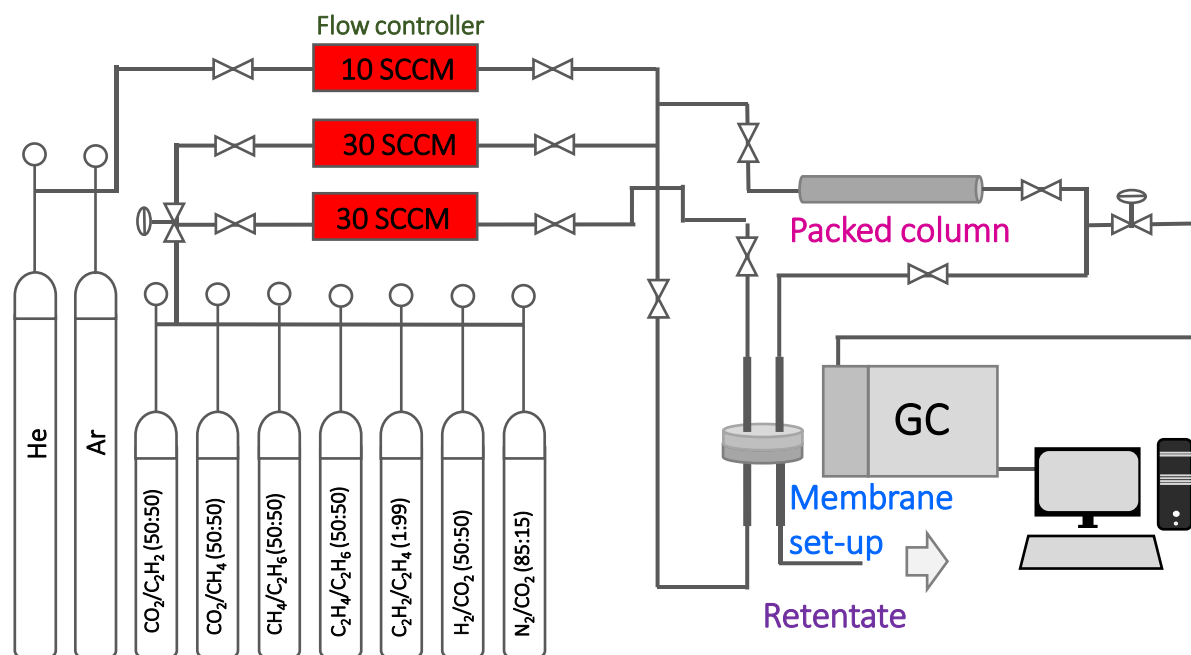 Flow controller
10 SCCM
30 SCCM
30 SCCM
Packed column
He
Ar
CO₂/C₂H₂ (50:50)
CO₂/CH₄ (50:50)
CH₄/C₂H₆ (50:50)
C₂H₄/C₂H₆ (50:50)
C₂H₂/C₂H₄ (1:99)
H₂/CO₂ (50:50)
N₂/CO₂ (85:15)
GC
Membrane
set-up
Retentate